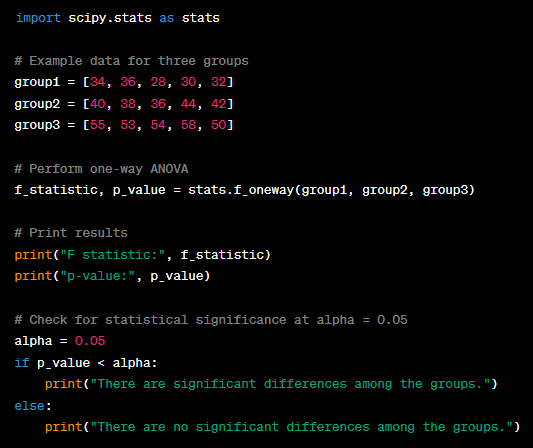 import scipy.stats as stats
# Example data for three groups
group1 = [34, 36, 28, 30, 32]
group2 = [40, 38, 36, 44, 42]
group3 = [55, 53, 54, 58, 50]
# Perform one-way ANOVA
f_statistic, p_value = stats.f_oneway(group1, group2, group3)
# Print results
print("F statistic:", f_statistic)
print("p-value:", p_value)
# Check for statistical significance at alpha = 0.05
alpha = 0.05
if p_value < alpha:
    print("There are significant differences among the groups.")
else:
    print("There are no significant differences among the groups.")